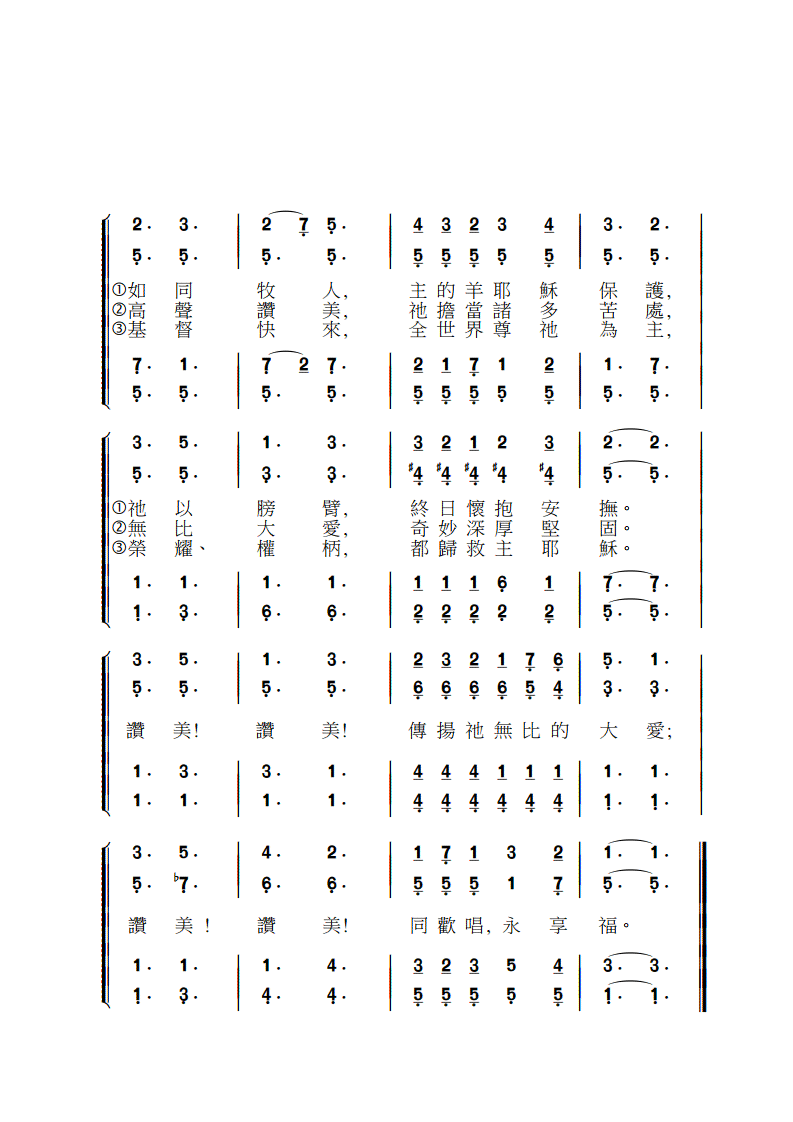 2· 3· 2 7 5· 4 3 2 3 4 3· 2·
5· 5· 5· 5· 5 5 5 5 5 5· 5·
①如同牧人,主的羊耶穌保護,
②高聲讚美,祂擔當諸多苦處,
③基督快來,全世界尊祂為主,
7· 1· 7 2 7· 2 1 7 1 2 1· 7·
5· 5· 5· 5· 5 5 5 5 5 5· 5·
3· 5· 1· 3· 3 2 1 2 3 2· 2·
5· 5· 3· 3· ♯4 ♯4 ♯4 ♯4 ♯4 5· 5·
①祂以膀臂,終日懷抱安撫。
②無比大愛,奇妙深厚堅固。
③榮耀、權柄,都歸救主耶穌。
1· 1· 1· 1· 1 1 1 6 1 7· 7·
1· 3· 6· 6· 2 2 2 2 2 5· 5·
3· 5· 1· 3· 2 3 2 1 7 6 5· 1·
5· 5· 5· 5· 6 6 6 6 5 4 3· 3·
讚美!讚美!傳揚祂無比的大愛;
1· 3· 3· 1· 4 4 4 1 1 1 1· 1·
1· 1· 1· 1· 4 4 4 4 4 4 1· 1·
3· 5· 4· 2· 1 7 1 3 2 1· 1·
5· ♭7· 6· 6· 5 5 5 1 7 5· 5·
讚美!讚美!同歡唱,永享福。
1· 1· 1· 4· 3 2 3 5 4 3· 3·
1· 3· 4· 4· 5 5 5 5 5 1· 1·